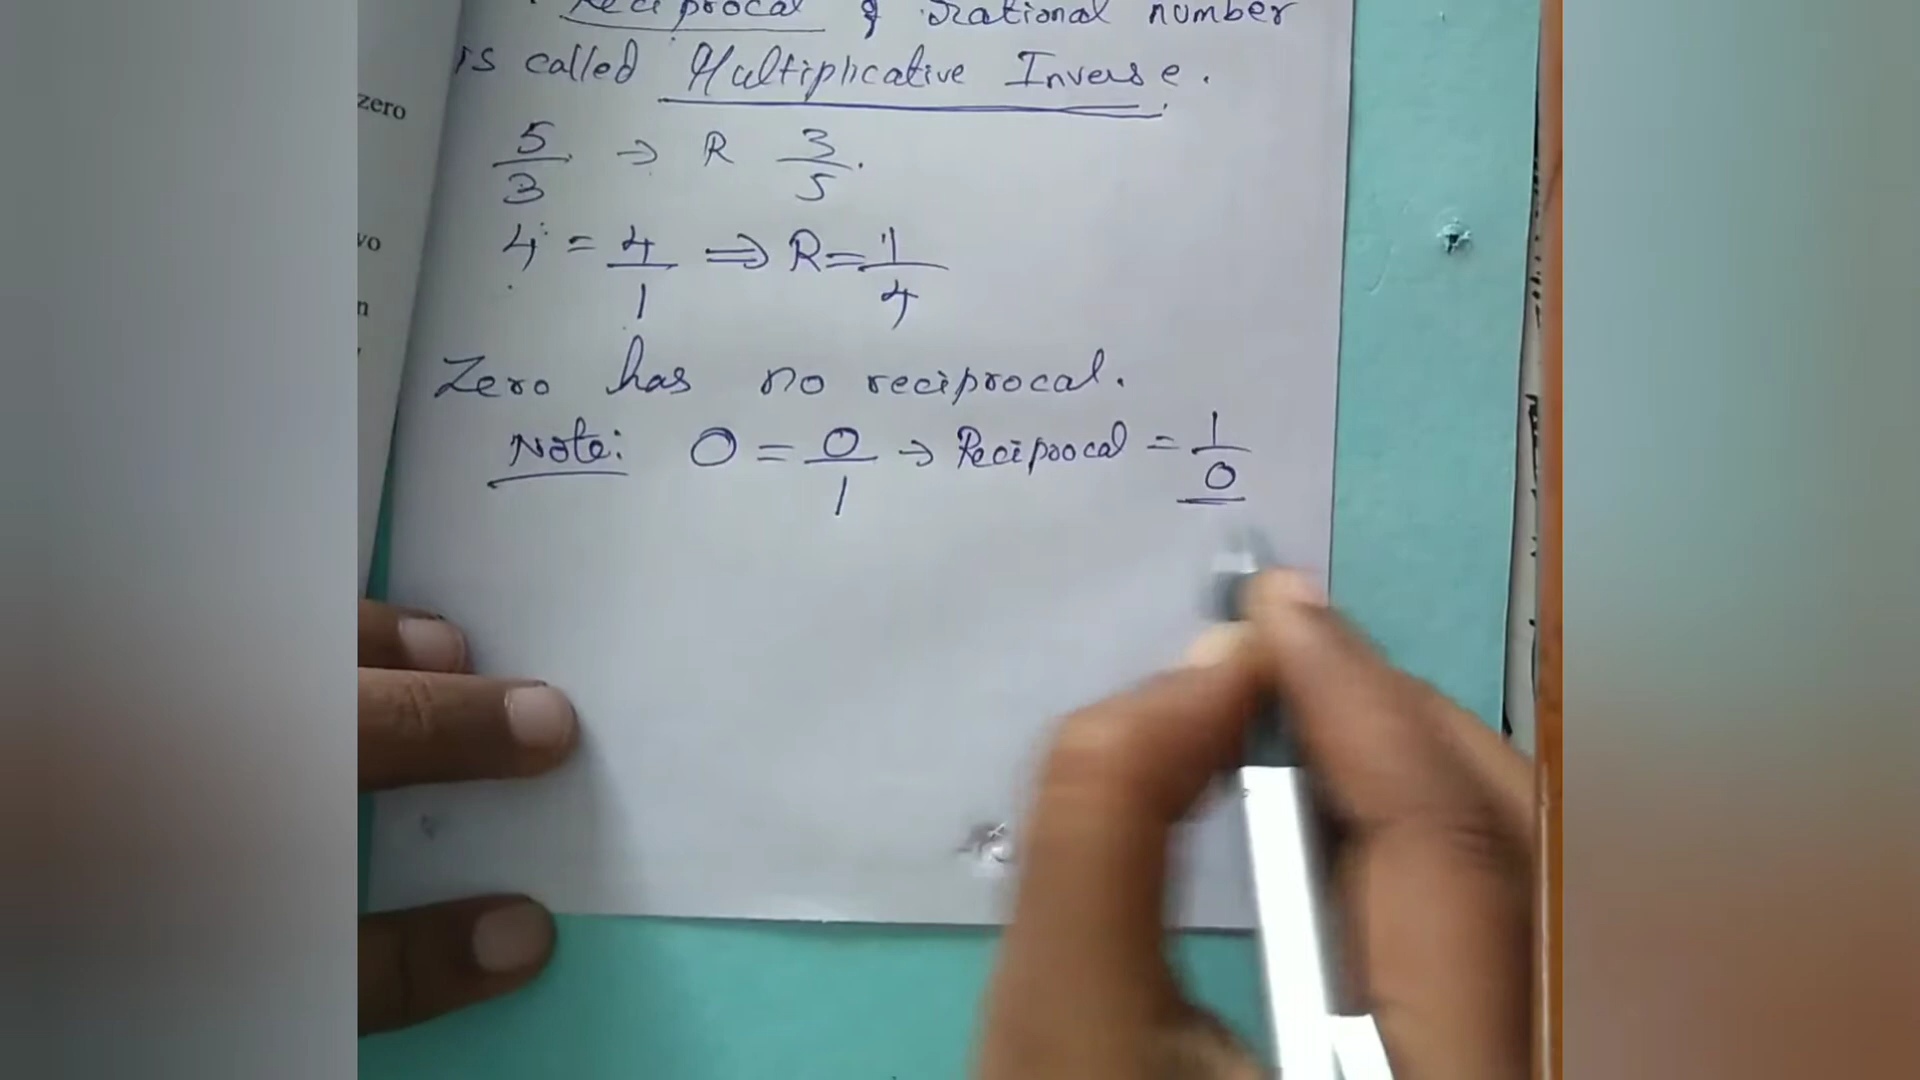 Reciprocal of rational number
is called Multiplicative Inverse.
5/3 → R 3/5.
4 = 4/1 ⇒ R = 1/4
Zero has no reciprocal.
Note: 0 = 0/1 → Reciprocal = 1/0
zero